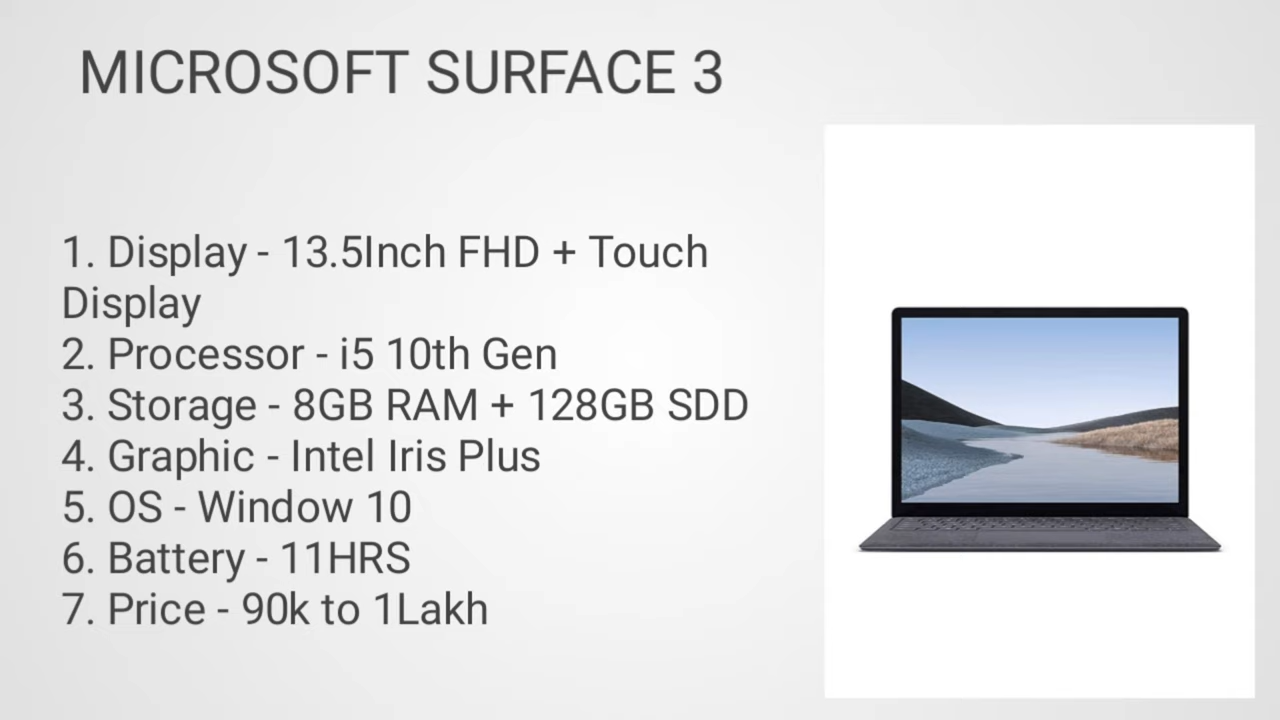 MICROSOFT SURFACE 3
1. Display - 13.5Inch FHD + Touch
Display
2. Processor - i5 10th Gen
3. Storage - 8GB RAM + 128GB SDD
4. Graphic - Intel Iris Plus
5. OS - Window 10
6. Battery - 11HRS
7. Price - 90k to 1Lakh